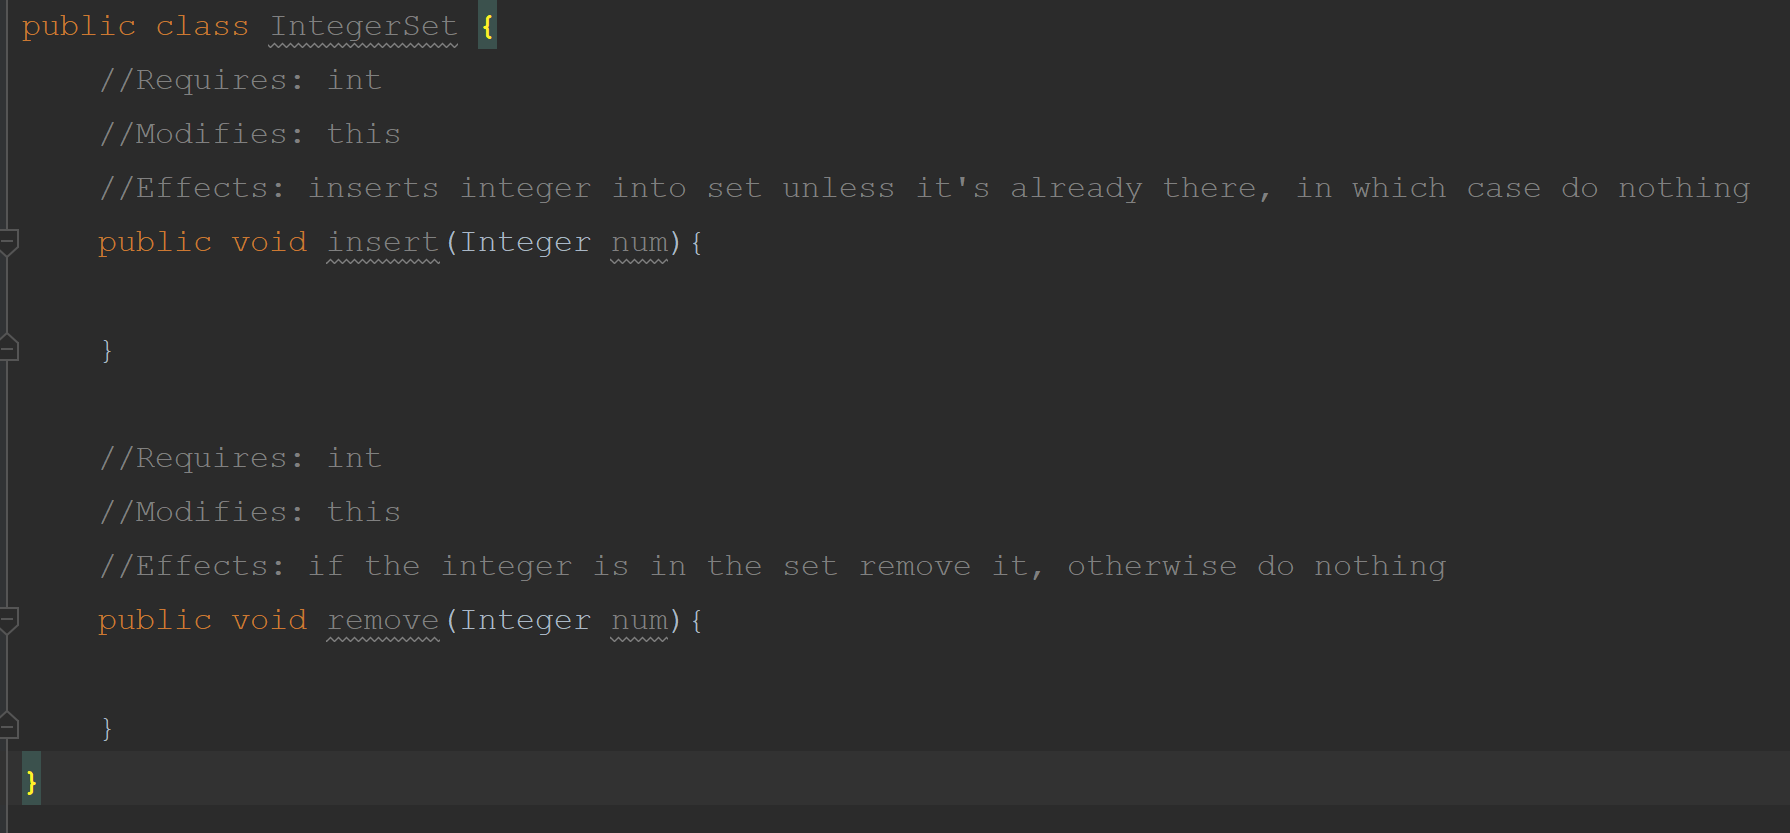 public class IntegerSet {
//Requires: int
//Modifies: this
//Effects: inserts integer into set unless it's already there, in which case do nothing
public void insert(Integer num){
}
//Requires: int
//Modifies: this
//Effects: if the integer is in the set remove it, otherwise do nothing
public void remove(Integer num){
}
}